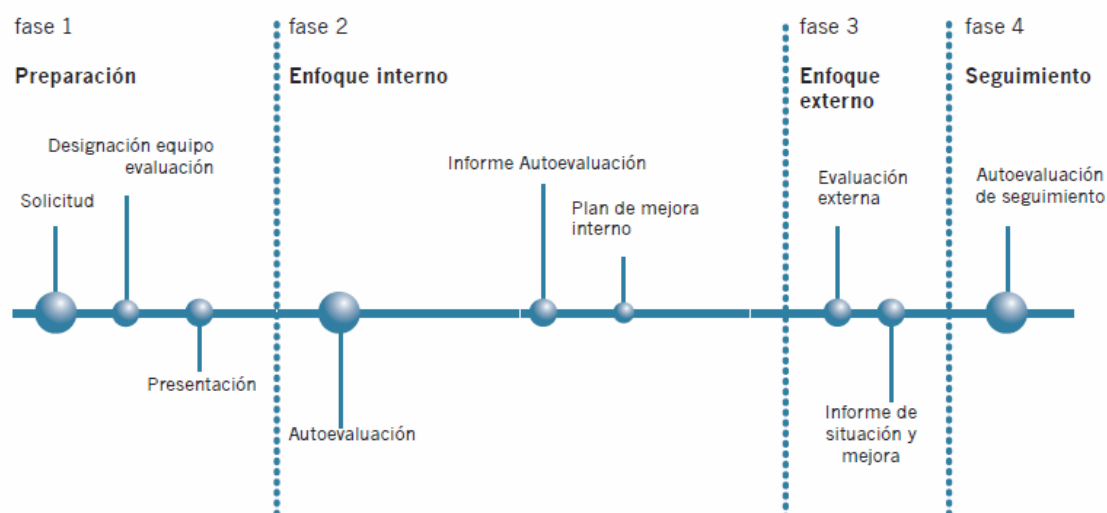 fase 1
Preparación
fase 2
Enfoque interno
fase 3
Enfoque
externo
fase 4
Seguimiento
Solicitud
Designación equipo
evaluación
Presentación
Autoevaluación
Informe Autoevaluación
Plan de mejora
interno
Evaluación
externa
Informe de
situación y
mejora
Autoevaluación
de seguimiento